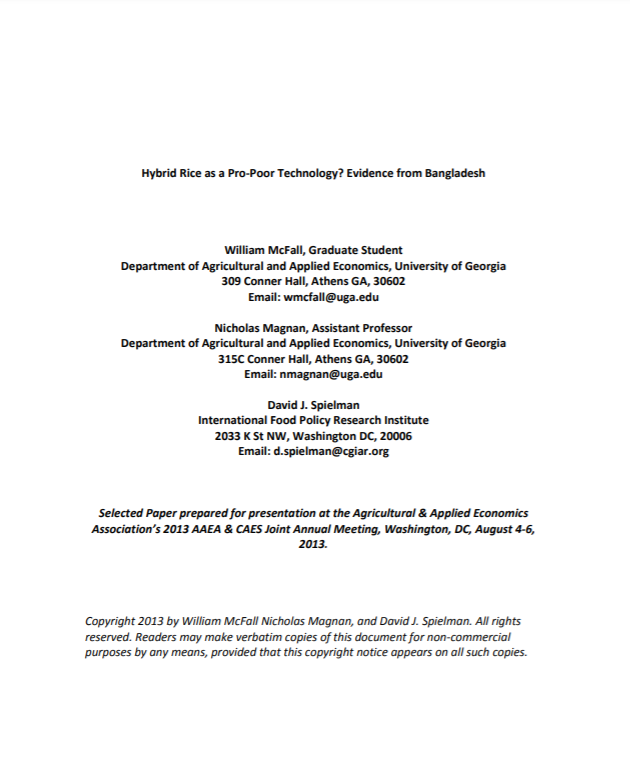 Hybrid Rice as a Pro-Poor Technology? Evidence from Bangladesh
William McFall, Graduate Student
Department of Agricultural and Applied Economics, University of Georgia
309 Conner Hall, Athens GA, 30602
Email: wmcfall@uga.edu
Nicholas Magnan, Assistant Professor
Department of Agricultural and Applied Economics, University of Georgia
315C Conner Hall, Athens GA, 30602
Email: nmagnan@uga.edu
David J. Spielman
International Food Policy Research Institute
2033 K St NW, Washington DC, 20006
Email: d.spielman@cgiar.org
Selected Paper prepared for presentation at the Agricultural & Applied Economics
Association's 2013 AAEA & CAES Joint Annual Meeting, Washington, DC, August 4-6,
2013.
Copyright 2013 by William McFall Nicholas Magnan, and David J. Spielman. All rights
reserved. Readers may make verbatim copies of this document for non-commercial
purposes by any means, provided that this copyright notice appears on all such copies.